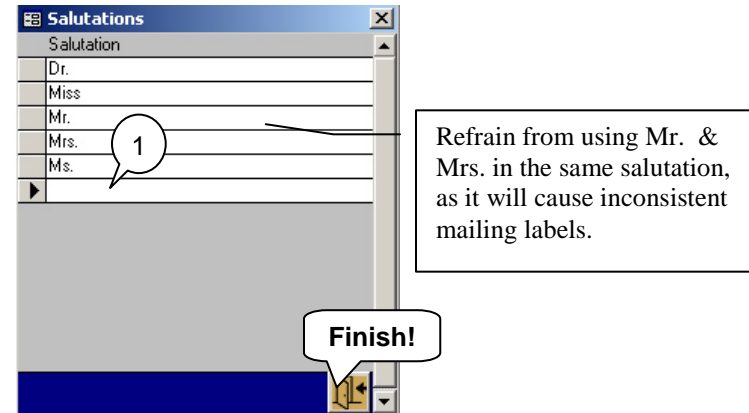 Salutations
Salutation
Dr.
Miss
Mr.
Mrs.
Ms.
1
Refrain from using Mr. &
Mrs. in the same salutation,
as it will cause inconsistent
mailing labels.
Finish!